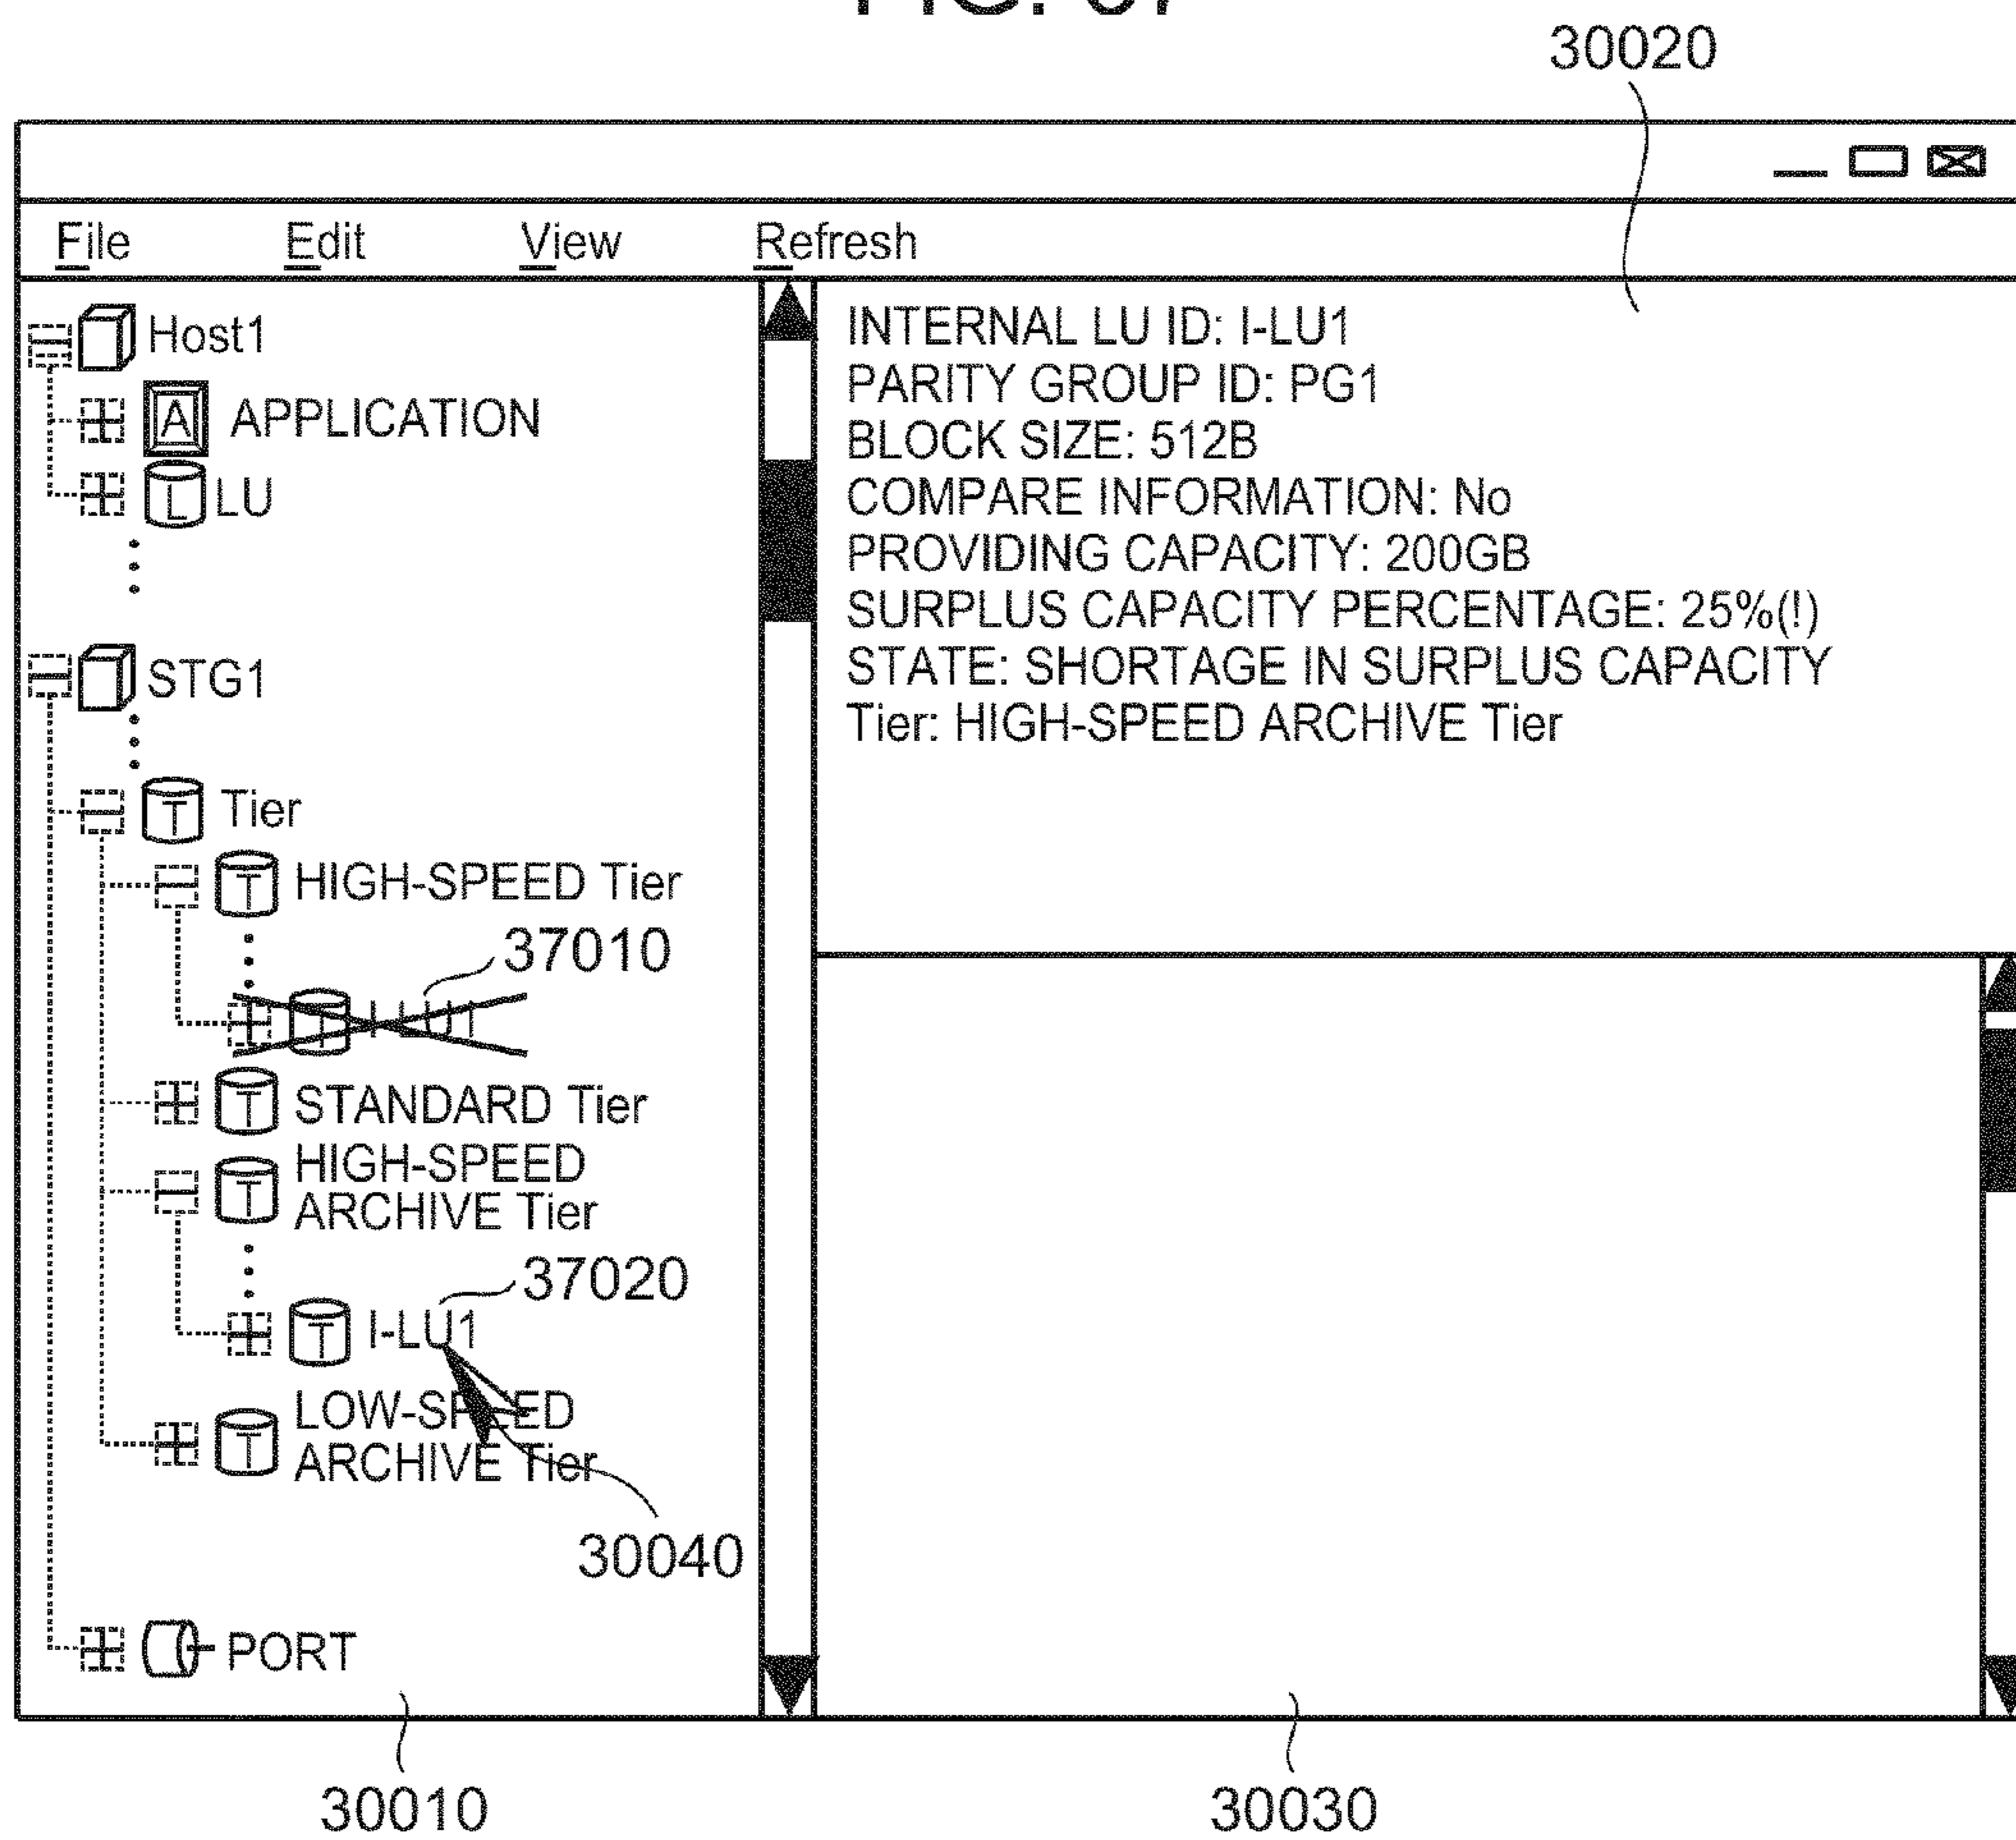 30020
File Edit View Refresh
Host1
A APPLICATION
L LU
STG1
T Tier
T HIGH-SPEED Tier
37010
T I-LU1
T STANDARD Tier
T HIGH-SPEED
ARCHIVE Tier
37020
T I-LU1
T LOW-SPEED
ARCHIVE Tier
30040
PORT
INTERNAL LU ID: I-LU1
PARITY GROUP ID: PG1
BLOCK SIZE: 512B
COMPARE INFORMATION: No
PROVIDING CAPACITY: 200GB
SURPLUS CAPACITY PERCENTAGE: 25%(!)
STATE: SHORTAGE IN SURPLUS CAPACITY
Tier: HIGH-SPEED ARCHIVE Tier
30010
30030